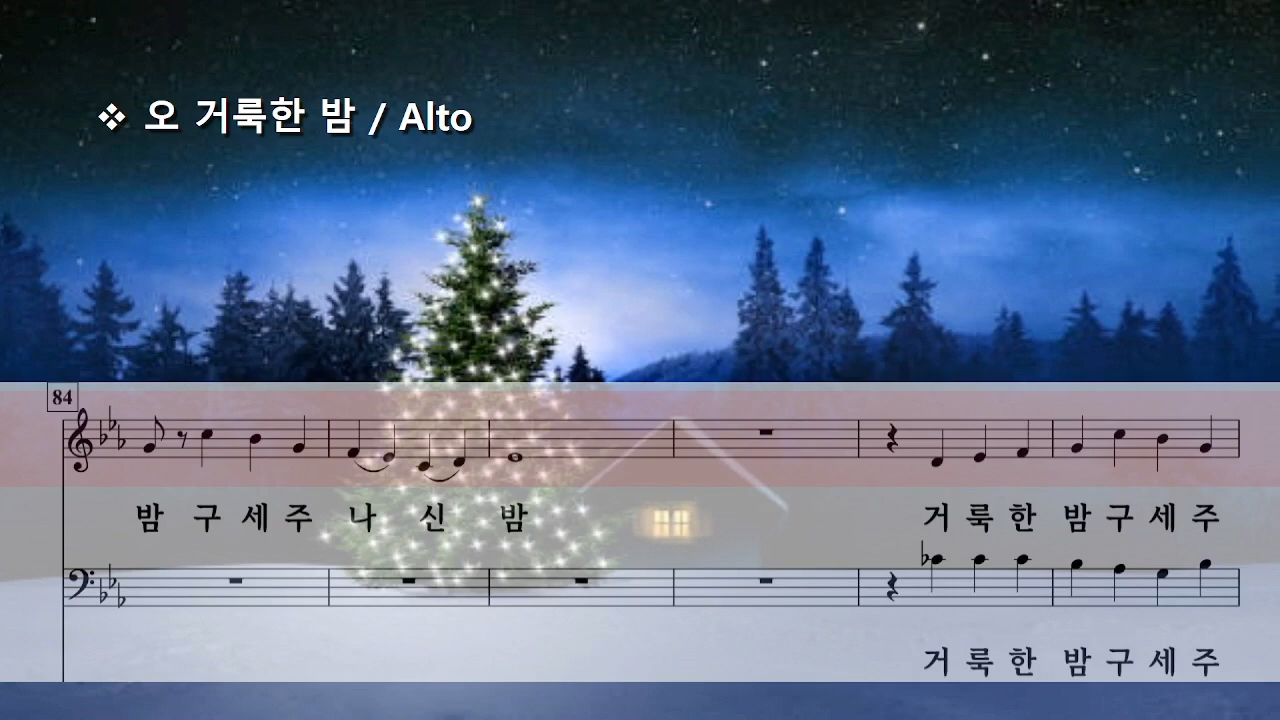 ❖ 오 거룩한 밤 / Alto
84
밤 구 세 주 나 신 밤 거 룩 한 밤 구 세 주
거 룩 한 밤 구 세 주